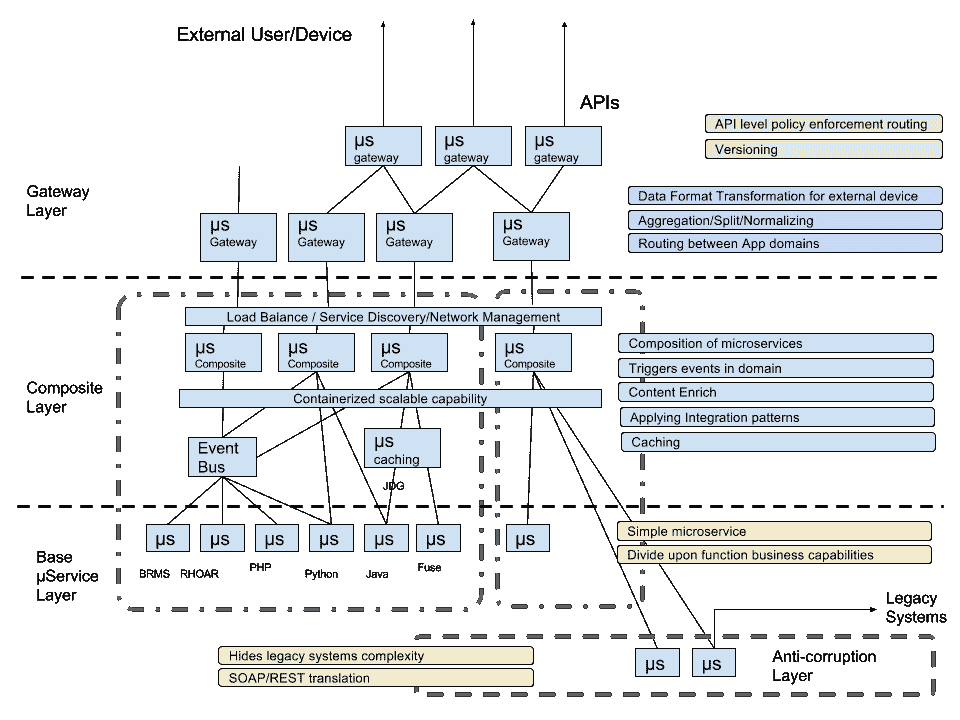 External User/Device
APIs
µs
gateway
µs
gateway
µs
gateway
API level policy enforcement routing
Versioning
Gateway
Layer
µs
Gateway
µs
Gateway
µs
Gateway
µs
Gateway
Data Format Transformation for external device
Aggregation/Split/Normalizing
Routing between App domains
Load Balance / Service Discovery/Network Management
µs
Composite
µs
Composite
µs
Composite
µs
Composite
Composition of microservices
Triggers events in domain
Content Enrich
Applying Integration patterns
Caching
Composite
Layer
Containerized scalable capability
Event
Bus
µs
caching
JDG
Base
µService
Layer
µs
µs
µs
µs
µs
µs
µs
BRMS
RHOAR
PHP
Python
Java
Fuse
Simple microservice
Divide upon function business capabilities
Legacy
Systems
Hides legacy systems complexity
SOAP/REST translation
µs
µs
Anti-corruption
Layer